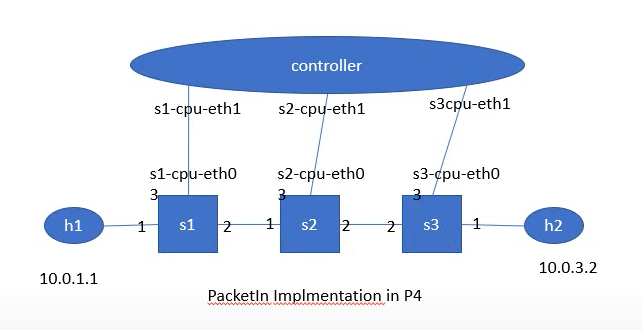 controller
s1-cpu-eth1
s2-cpu-eth1
s3cpu-eth1
s1-cpu-eth0
s2-cpu-eth0
s3-cpu-eth0
3
3
3
h1
1
s1
2
1
s2
2
2
s3
1
h2
10.0.1.1
10.0.3.2
PacketIn Implmentation in P4